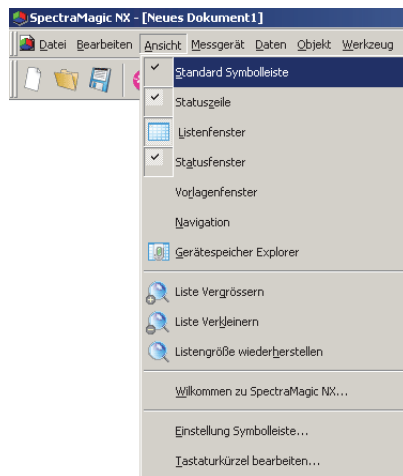 SpectraMagic NX - [Neues Dokument1]
Datei Bearbeiten Ansicht Messgerät Daten Objekt Werkzeug
Standard Symbolleiste
Statuszeile
Listenfenster
Statusfenster
Vorlagenfenster
Navigation
Gerätespeicher Explorer
Liste Vergrössern
Liste Verkleinern
Listengröße wiederherstellen
Wilkommen zu SpectraMagic NX...
Einstellung Symbolleiste...
Tastaturkürzel bearbeiten...